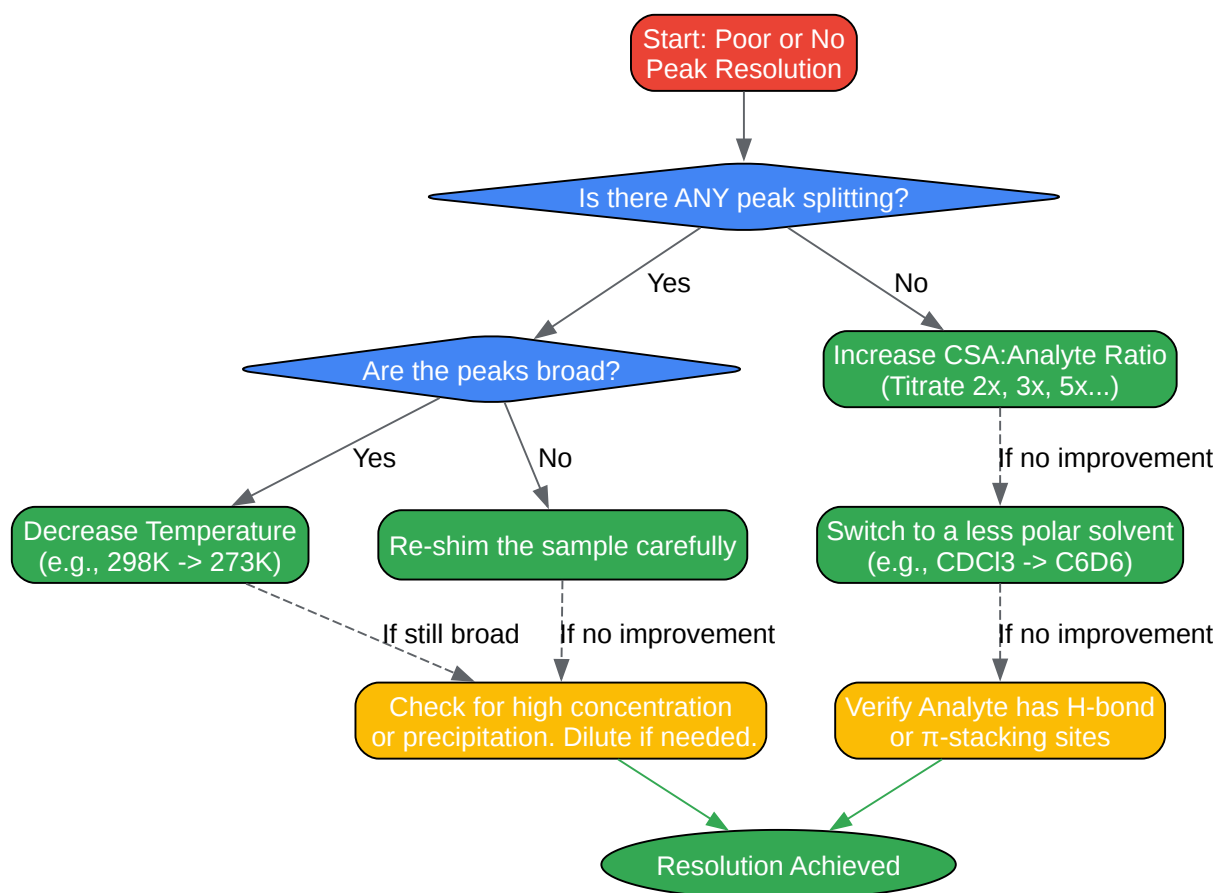 Start: Poor or No
Peak Resolution
Is there ANY peak splitting?
Yes
No
Are the peaks broad?
Increase CSA:Analyte Ratio
(Titrate 2x, 3x, 5x...)
Yes
No
If no improvement
Decrease Temperature
(e.g., 298K -> 273K)
Re-shim the sample carefully
Switch to a less polar solvent
(e.g., CDCl3 -> C6D6)
If still broad
If no improvement
If no improvement
Check for high concentration
or precipitation. Dilute if needed.
Verify Analyte has H-bond
or π-stacking sites
Resolution Achieved